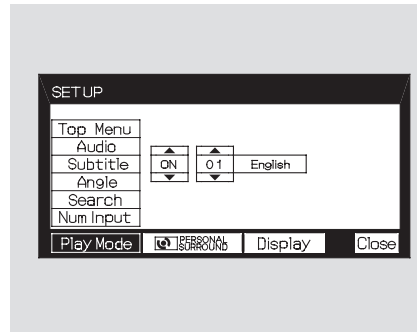 SETUP
Top Menu
Audio
Subtitle ON 01 English
Angle
Search
Num Input
Play Mode PERSONAL SURROUND Display Close